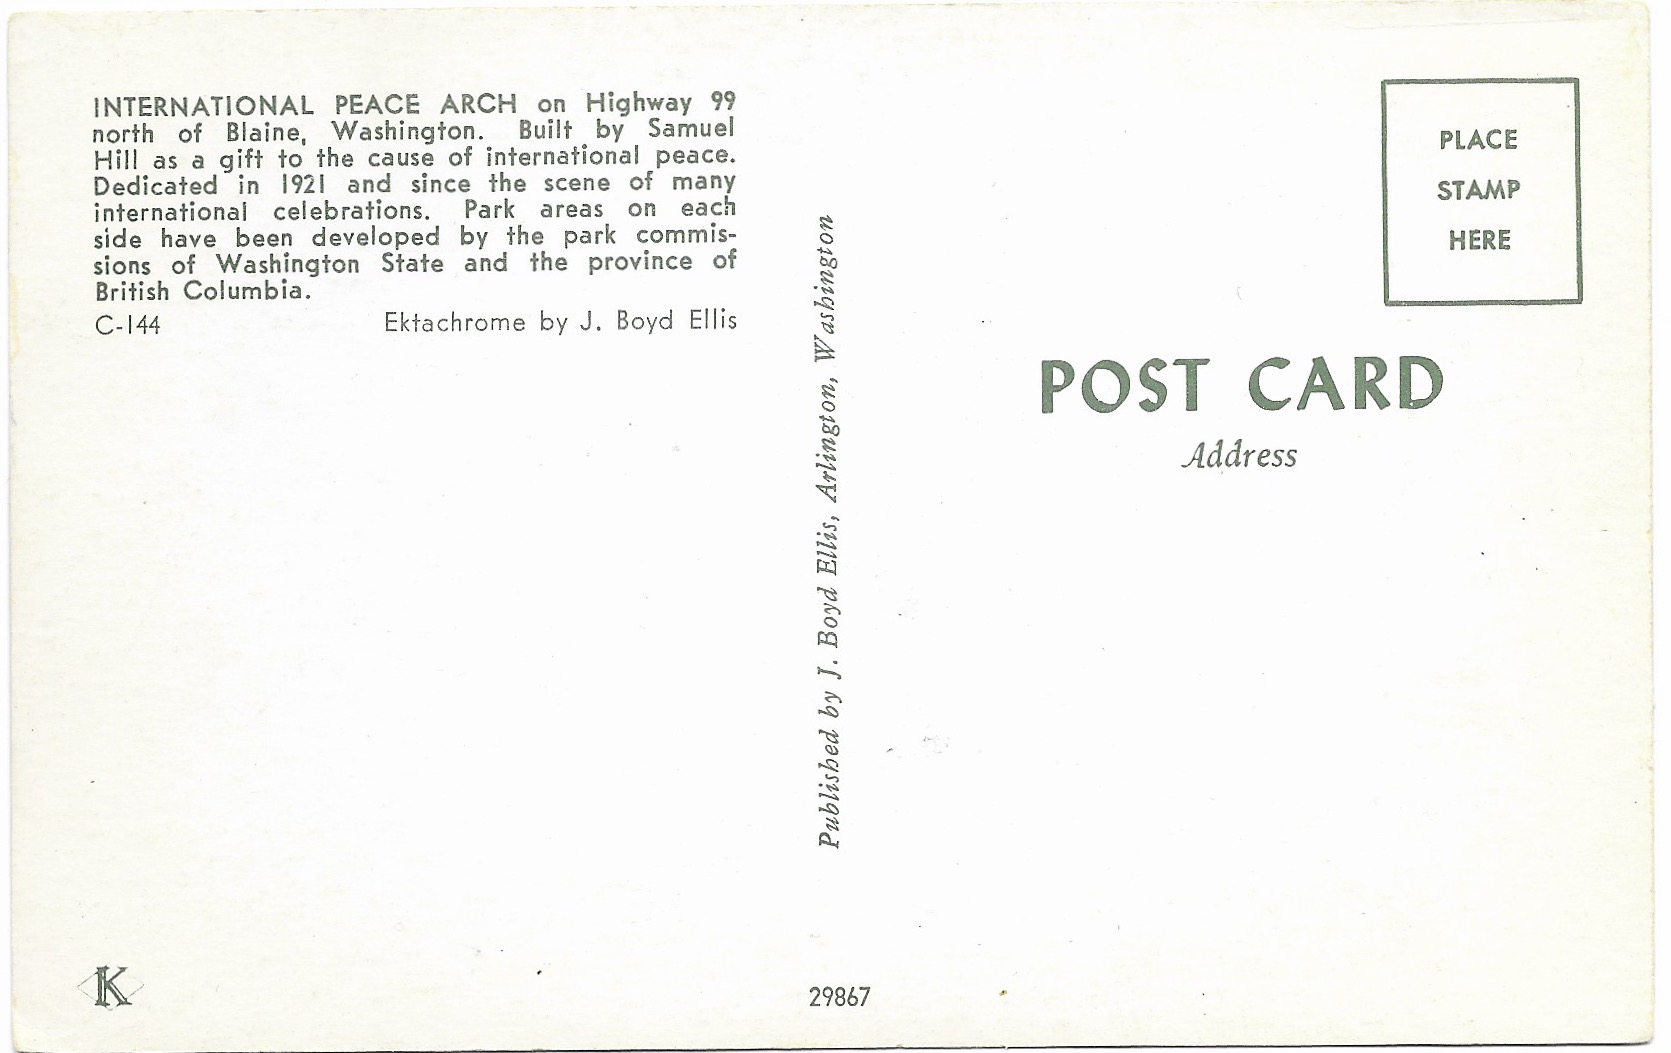 INTERNATIONAL PEACE ARCH on Highway 99
north of Blaine, Washington. Built by Samuel
Hill as a gift to the cause of international peace.
Dedicated in 1921 and since the scene of many
international celebrations. Park areas on each
side have been developed by the park commis-
sions of Washington State and the province of
British Columbia.
C-144 Ektachrome by J. Boyd Ellis
Published by J. Boyd Ellis, Arlington, Washington
PLACE
STAMP
HERE
POST CARD
Address
K
29867